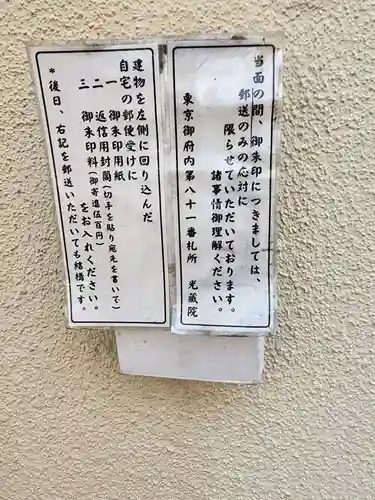 当面の間、御朱印につきましては、
郵送のみの応対に
限らせていただいております。
諸事情御理解ください。
東京御府内第八十一番札所 光蔵院
建物を左側に回り込んだ
自宅の郵便受けに
一 御朱印用紙
二 返信用封筒(切手を貼り宛先を書いて)
三 御朱印料(御寄進伍百円)
をお入れください。
*後日、右記を郵送いただいても結構です。